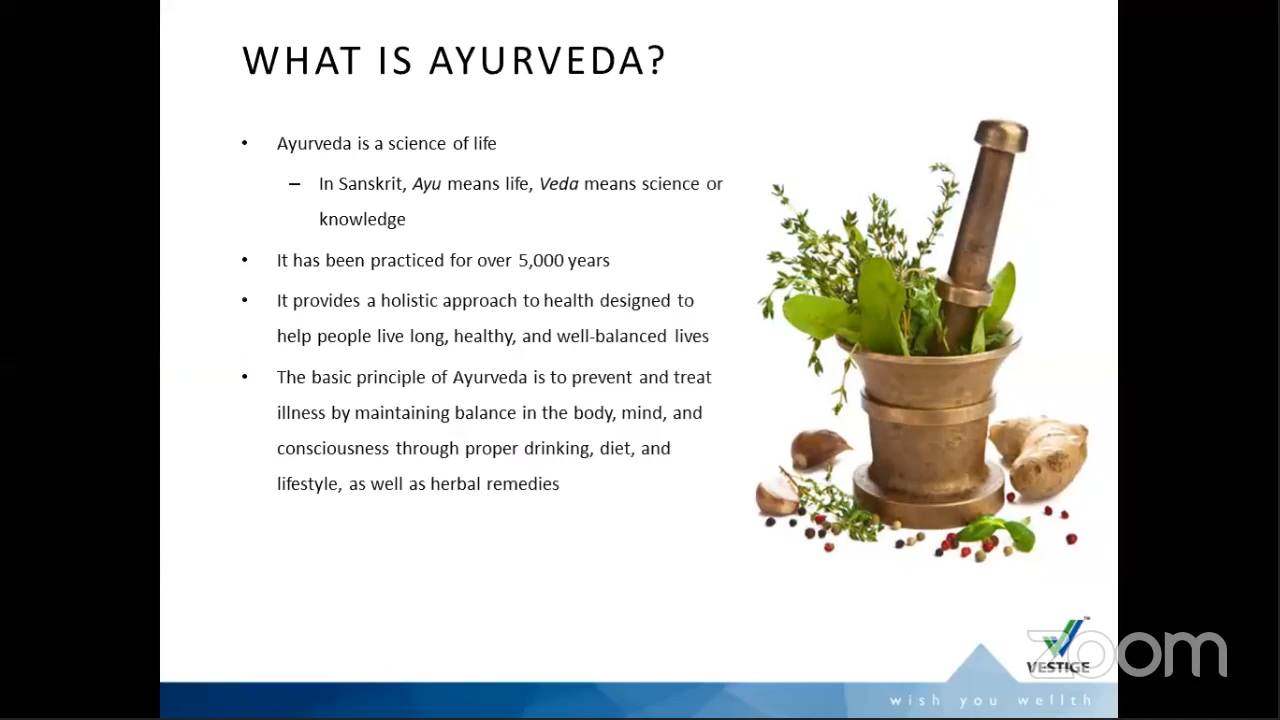 WHAT IS AYURVEDA?
• Ayurveda is a science of life
– In Sanskrit, Ayu means life, Veda means science or
knowledge
• It has been practiced for over 5,000 years
• It provides a holistic approach to health designed to
help people live long, healthy, and well-balanced lives
• The basic principle of Ayurveda is to prevent and treat
illness by maintaining balance in the body, mind, and
consciousness through proper drinking, diet, and
lifestyle, as well as herbal remedies
TM
VESTIGE
zoom
wish you wellth